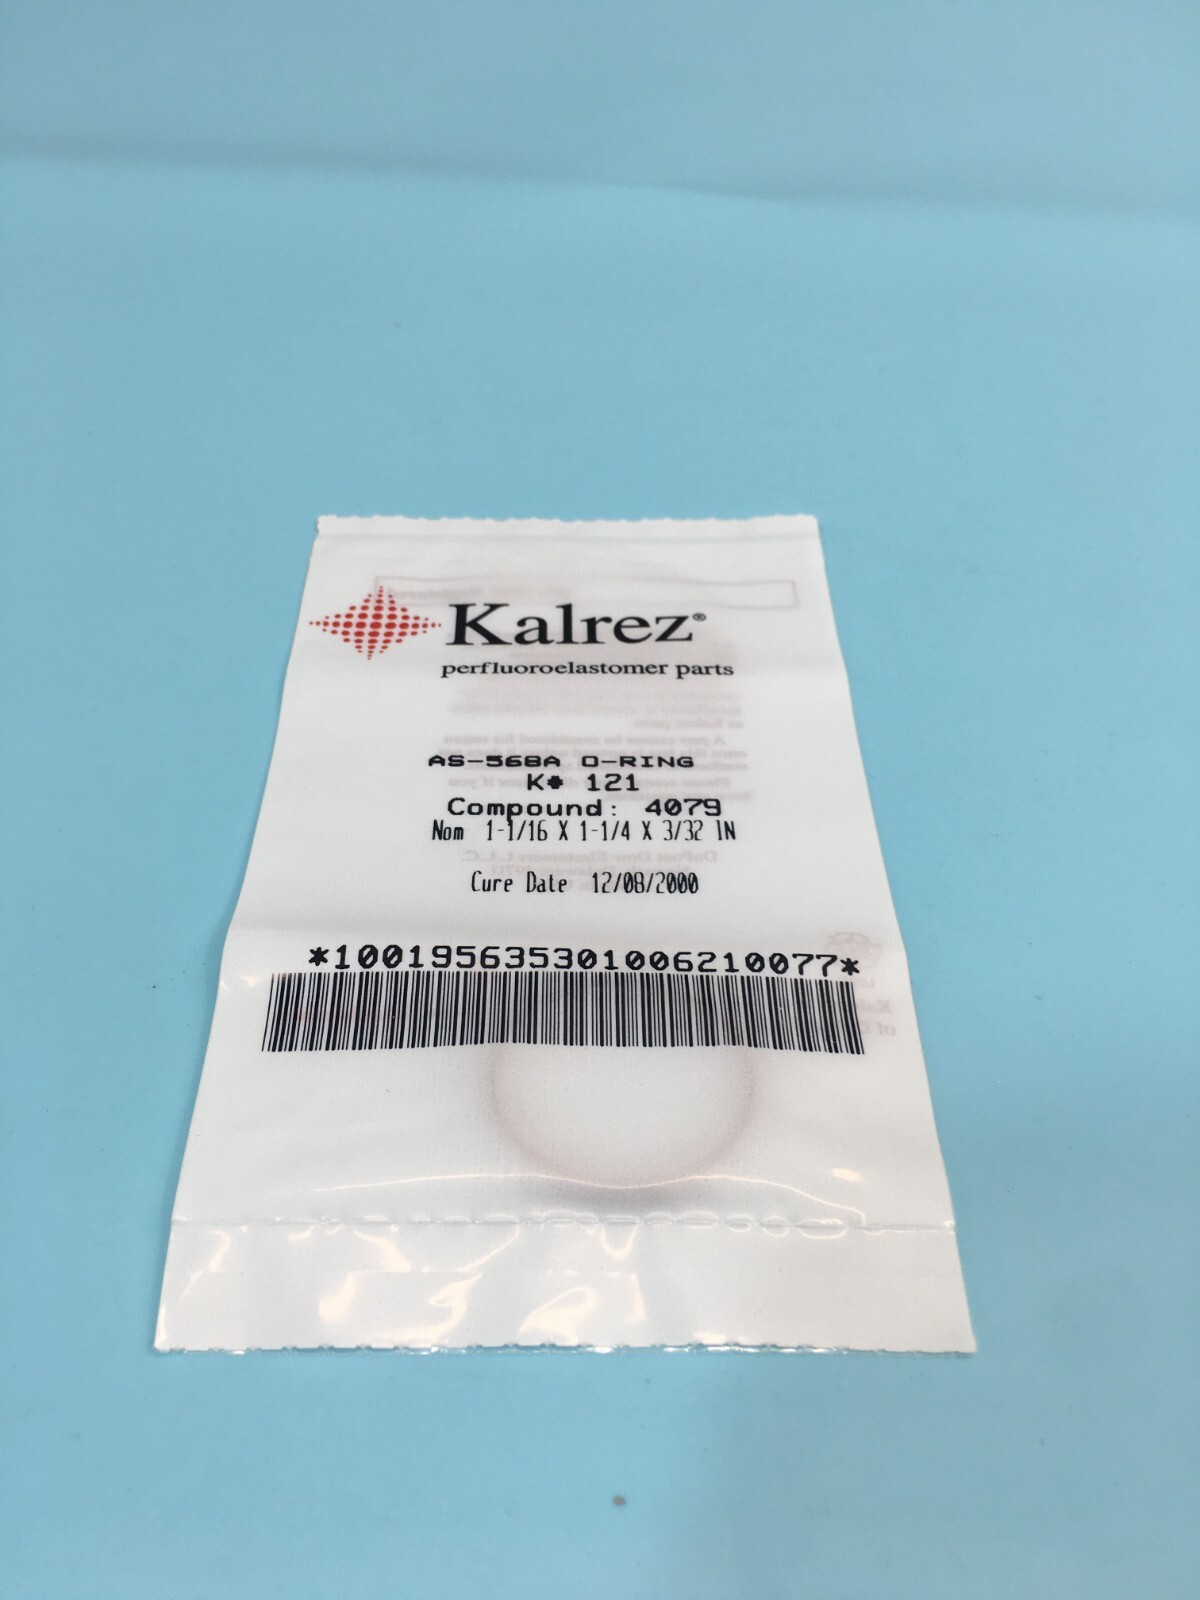 Kalrez®
perfluoroelastomer parts
AS-568A O-RING
K# 121
Compound: 4079
Nom 1-1/16 X 1-1/4 X 3/32 IN
Cure Date 12/08/2000
*100195635301006210077*